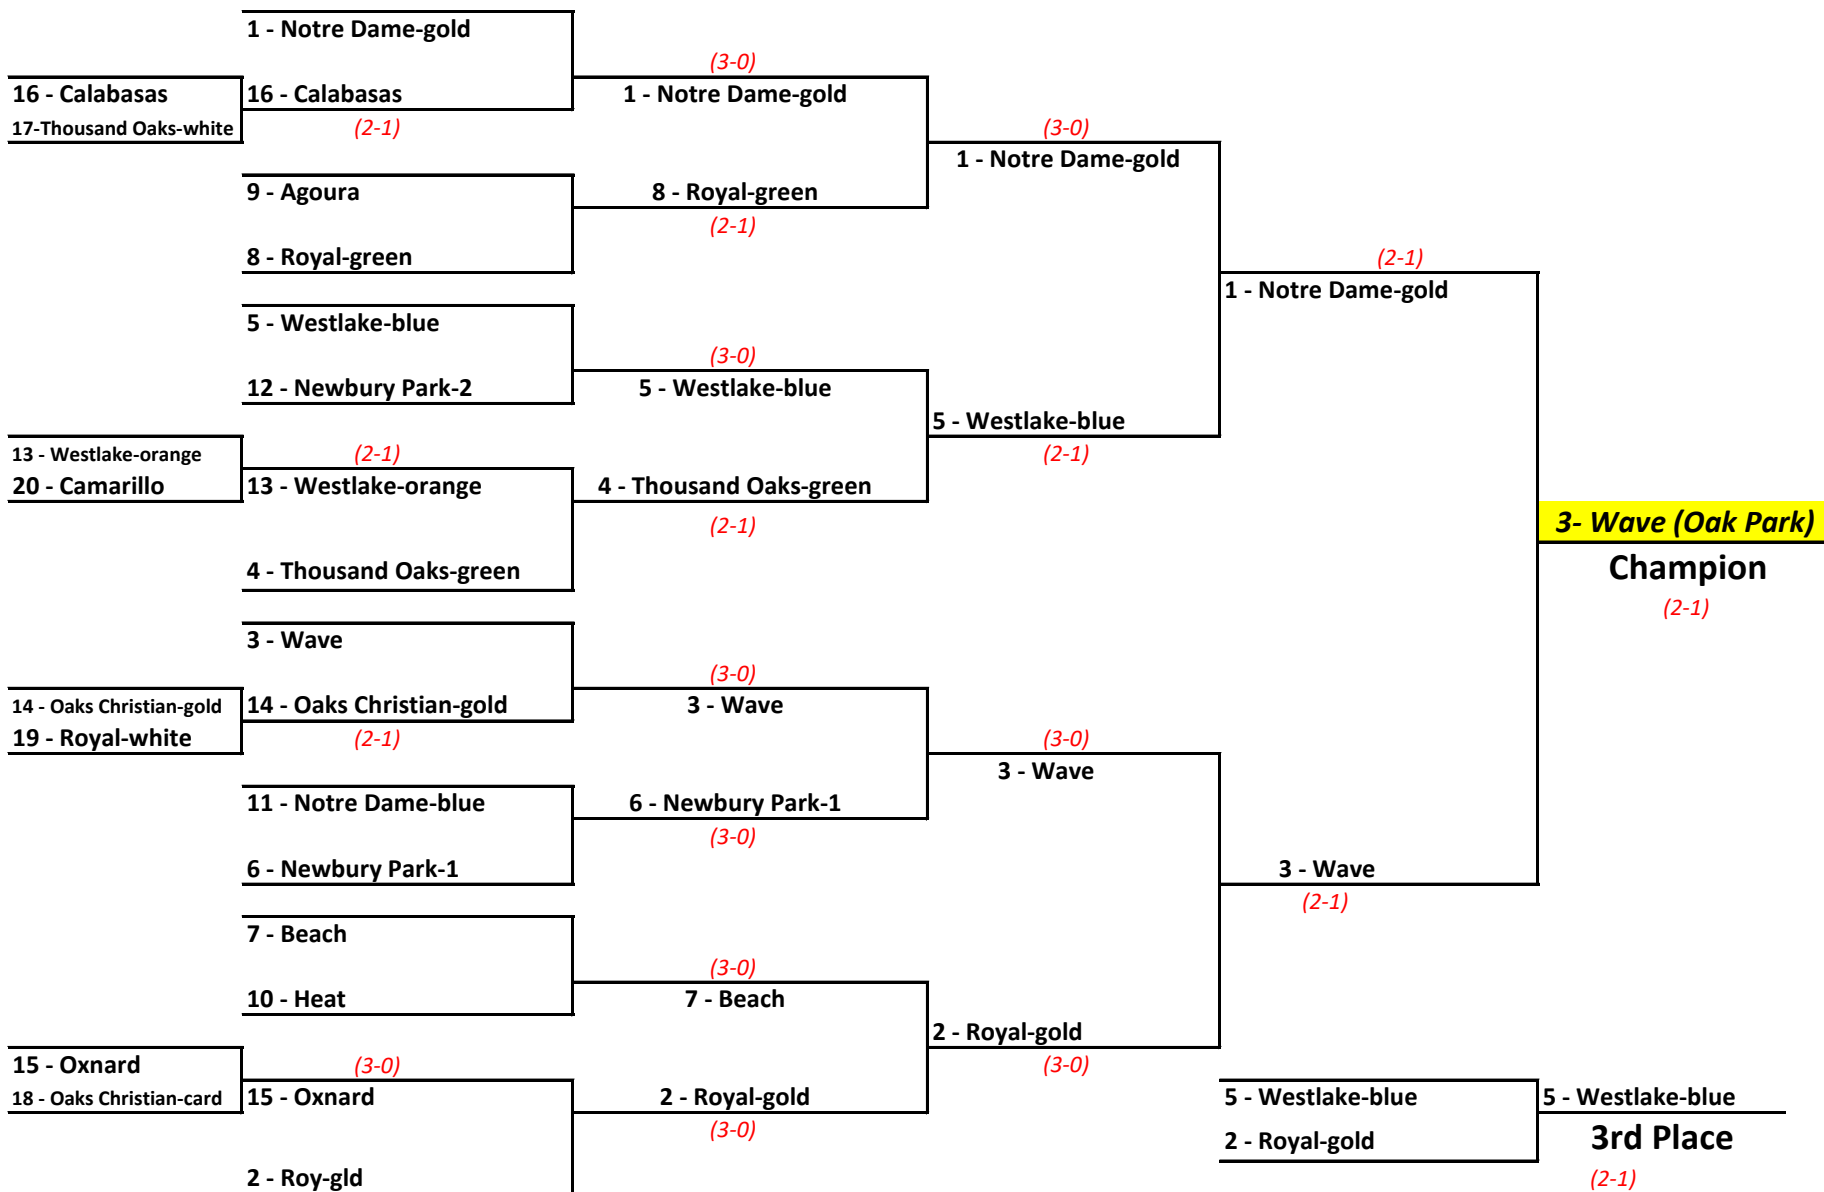 1 - Notre Dame-gold
(3-0)
16 - Calabasas
16 - Calabasas
1 - Notre Dame-gold
17-Thousand Oaks-white
(2-1)
(3-0)
1 - Notre Dame-gold
9 - Agoura
8 - Royal-green
(2-1)
8 - Royal-green
(2-1)
1 - Notre Dame-gold
5 - Westlake-blue
(3-0)
12 - Newbury Park-2
5 - Westlake-blue
5 - Westlake-blue
13 - Westlake-orange
(2-1)
(2-1)
20 - Camarillo
13 - Westlake-orange
4 - Thousand Oaks-green
(2-1)
3- Wave (Oak Park)
4 - Thousand Oaks-green
Champion
(2-1)
3 - Wave
(3-0)
14 - Oaks Christian-gold
14 - Oaks Christian-gold
3 - Wave
19 - Royal-white
(2-1)
(3-0)
3 - Wave
11 - Notre Dame-blue
6 - Newbury Park-1
(3-0)
6 - Newbury Park-1
3 - Wave
(2-1)
7 - Beach
(3-0)
10 - Heat
7 - Beach
2 - Royal-gold
15 - Oxnard
(3-0)
(3-0)
18 - Oaks Christian-card
15 - Oxnard
2 - Royal-gold
5 - Westlake-blue
5 - Westlake-blue
(3-0)
2 - Royal-gold
3rd Place
2 - Roy-gld
(2-1)